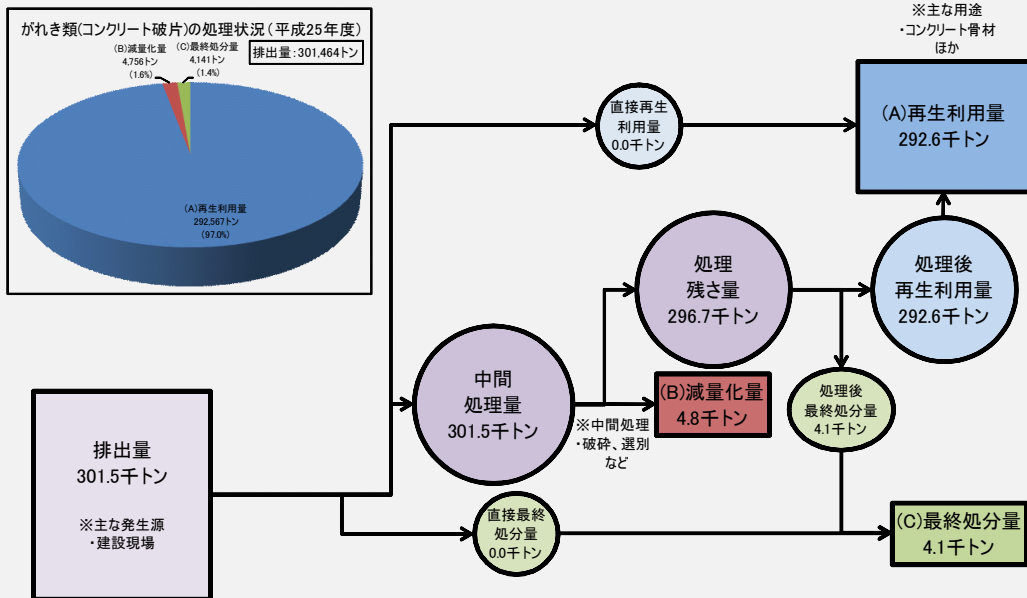 がれき類(コンクリート破片)の処理状況(平成25年度)
(B)減量化量
4,756トン
(1.6%)
(C)最終処分量
4,141トン
(1.4%)
排出量:301,464トン
(A)再生利用量
292,567トン
(97.0%)
※主な用途
・コンクリート骨材
ほか
直接再生
利用量
0.0千トン
(A)再生利用量
292.6千トン
処理
残さ量
296.7千トン
処理後
再生利用量
292.6千トン
中間
処理量
301.5千トン
※中間処理
・破砕、選別
など
(B)減量化量
4.8千トン
処理後
最終処分量
4.1千トン
排出量
301.5千トン
※主な発生源
・建設現場
直接最終
処分量
0.0千トン
(C)最終処分量
4.1千トン